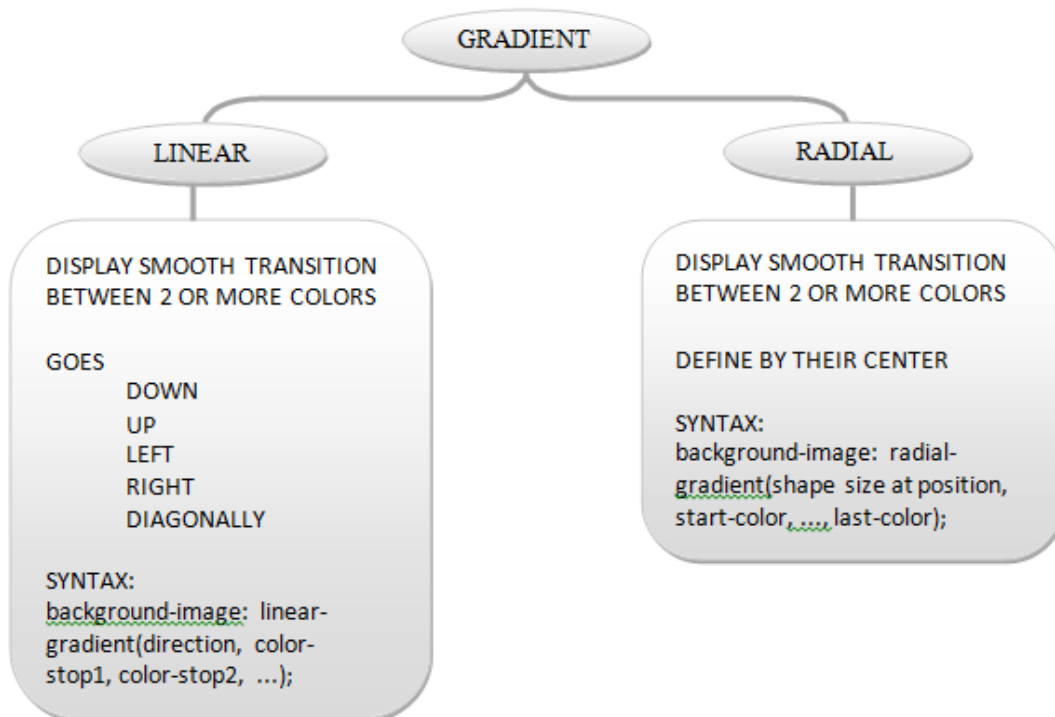 GRADIENT
LINEAR
DISPLAY SMOOTH TRANSITION
BETWEEN 2 OR MORE COLORS
GOES
DOWN
UP
LEFT
RIGHT
DIAGONALLY
SYNTAX:
background-image: linear-
gradient(direction, color-
stop1, color-stop2, ...);
RADIAL
DISPLAY SMOOTH TRANSITION
BETWEEN 2 OR MORE COLORS
DEFINE BY THEIR CENTER
SYNTAX:
background-image: radial-
gradient(shape size at position,
start-color, ..., last-color);